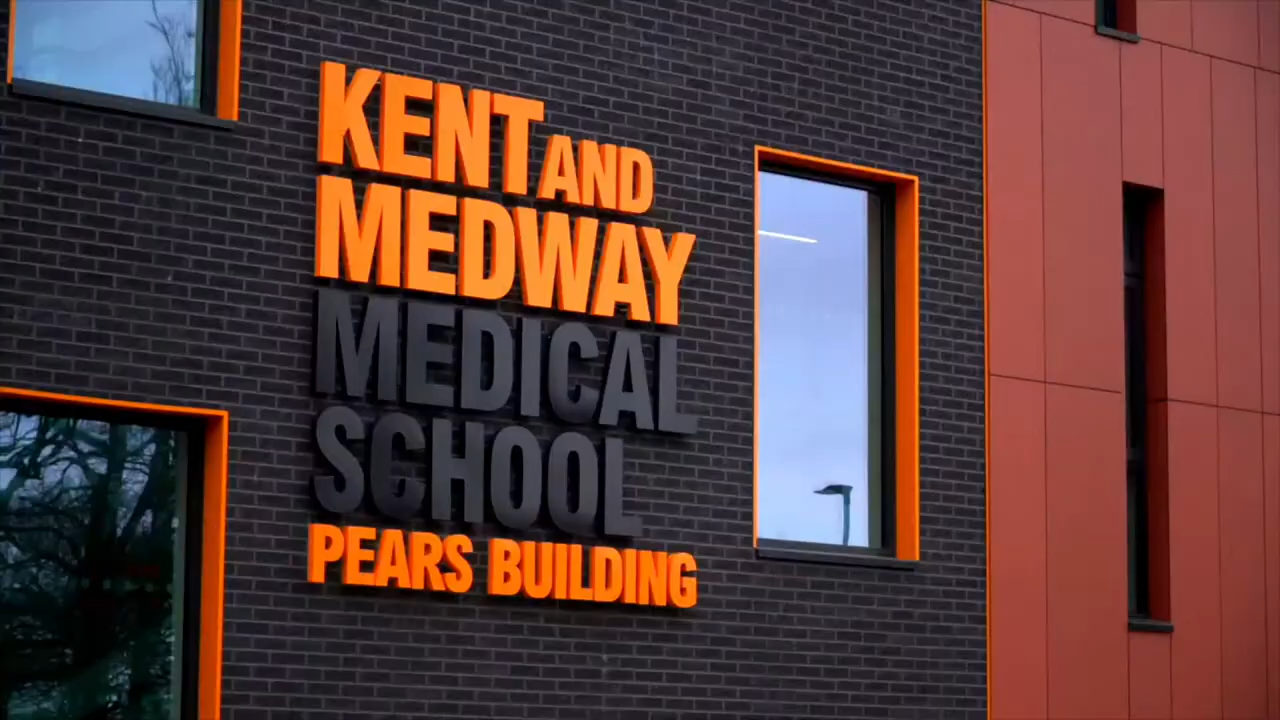 KENT AND
MEDWAY
MEDICAL
SCHOOL
PEARS BUILDING